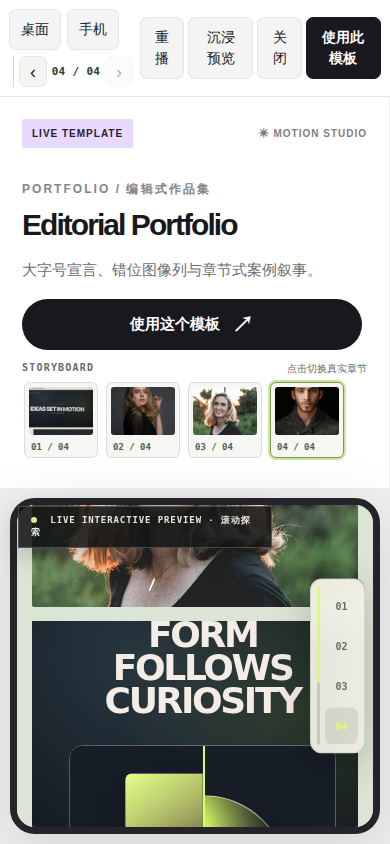 桌面
手机
‹
04 / 04
›
重播
沉浸预览
关闭
使用此模板
LIVE TEMPLATE
✷ MOTION STUDIO
PORTFOLIO / 编辑式作品集
Editorial Portfolio
大字号宣言、错位图像列与章节式案例叙事。
使用这个模板 ↗
STORYBOARD
点击切换真实章节
IDEAS SET IN MOTION
01 / 04
02 / 04
03 / 04
04 / 04
LIVE INTERACTIVE PREVIEW · 滚动探
索
01
02
03
04
FORM
FOLLOWS
CURIOSITY